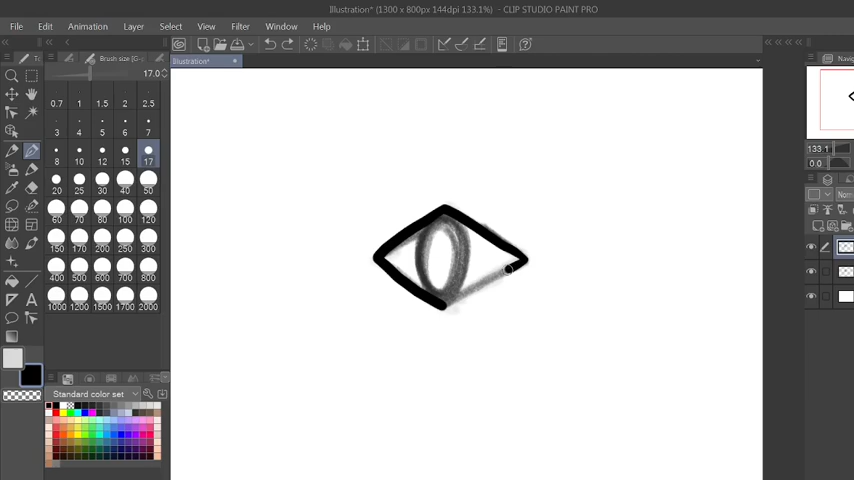 Illustration* (1300 x 800px 144dpi 133.1%) - CLIP STUDIO PAINT PRO
File Edit Animation Layer Select View Filter Window Help
Brush size [G-
Illustration*
Navi
17.0
0.7 1 1.5 2 2.5
3 4 5 6 7
8 10 12 15 17
20 25 30 40 50
60 70 80 100 120
150 170 200 250 300
400 500 600 700 800
1000 1200 1500 1700 2000
133.1
0.0
Norn
A
Standard color set